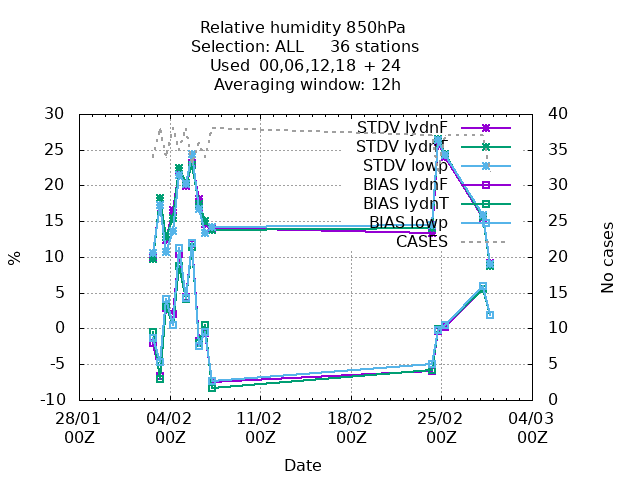 Relative humidity 850hPa
Selection: ALL 36 stations
Used 00,06,12,18 + 24
Averaging window: 12h
30 40
STDV lydnF
25 35
STDV lydnT
STDV lowp
20 30
BIAS lydnF
BIAS lydnT
15 25
BIAS lowp
CASES
% 10 20 No cases
5 15
0 10
-5 5
-10 0
28/01 04/02 11/02 18/02 25/02 04/03
00Z 00Z 00Z 00Z 00Z 00Z
Date